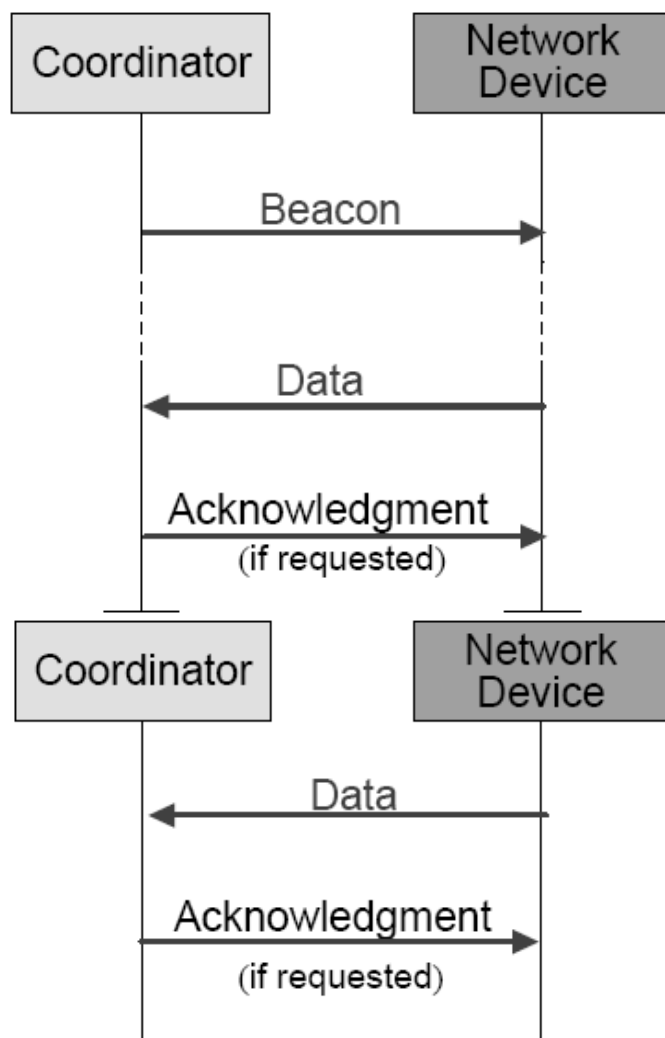 Coordinator
Network
Device
Beacon
Data
Acknowledgment
(if requested)
Coordinator
Network
Device
Data
Acknowledgment
(if requested)